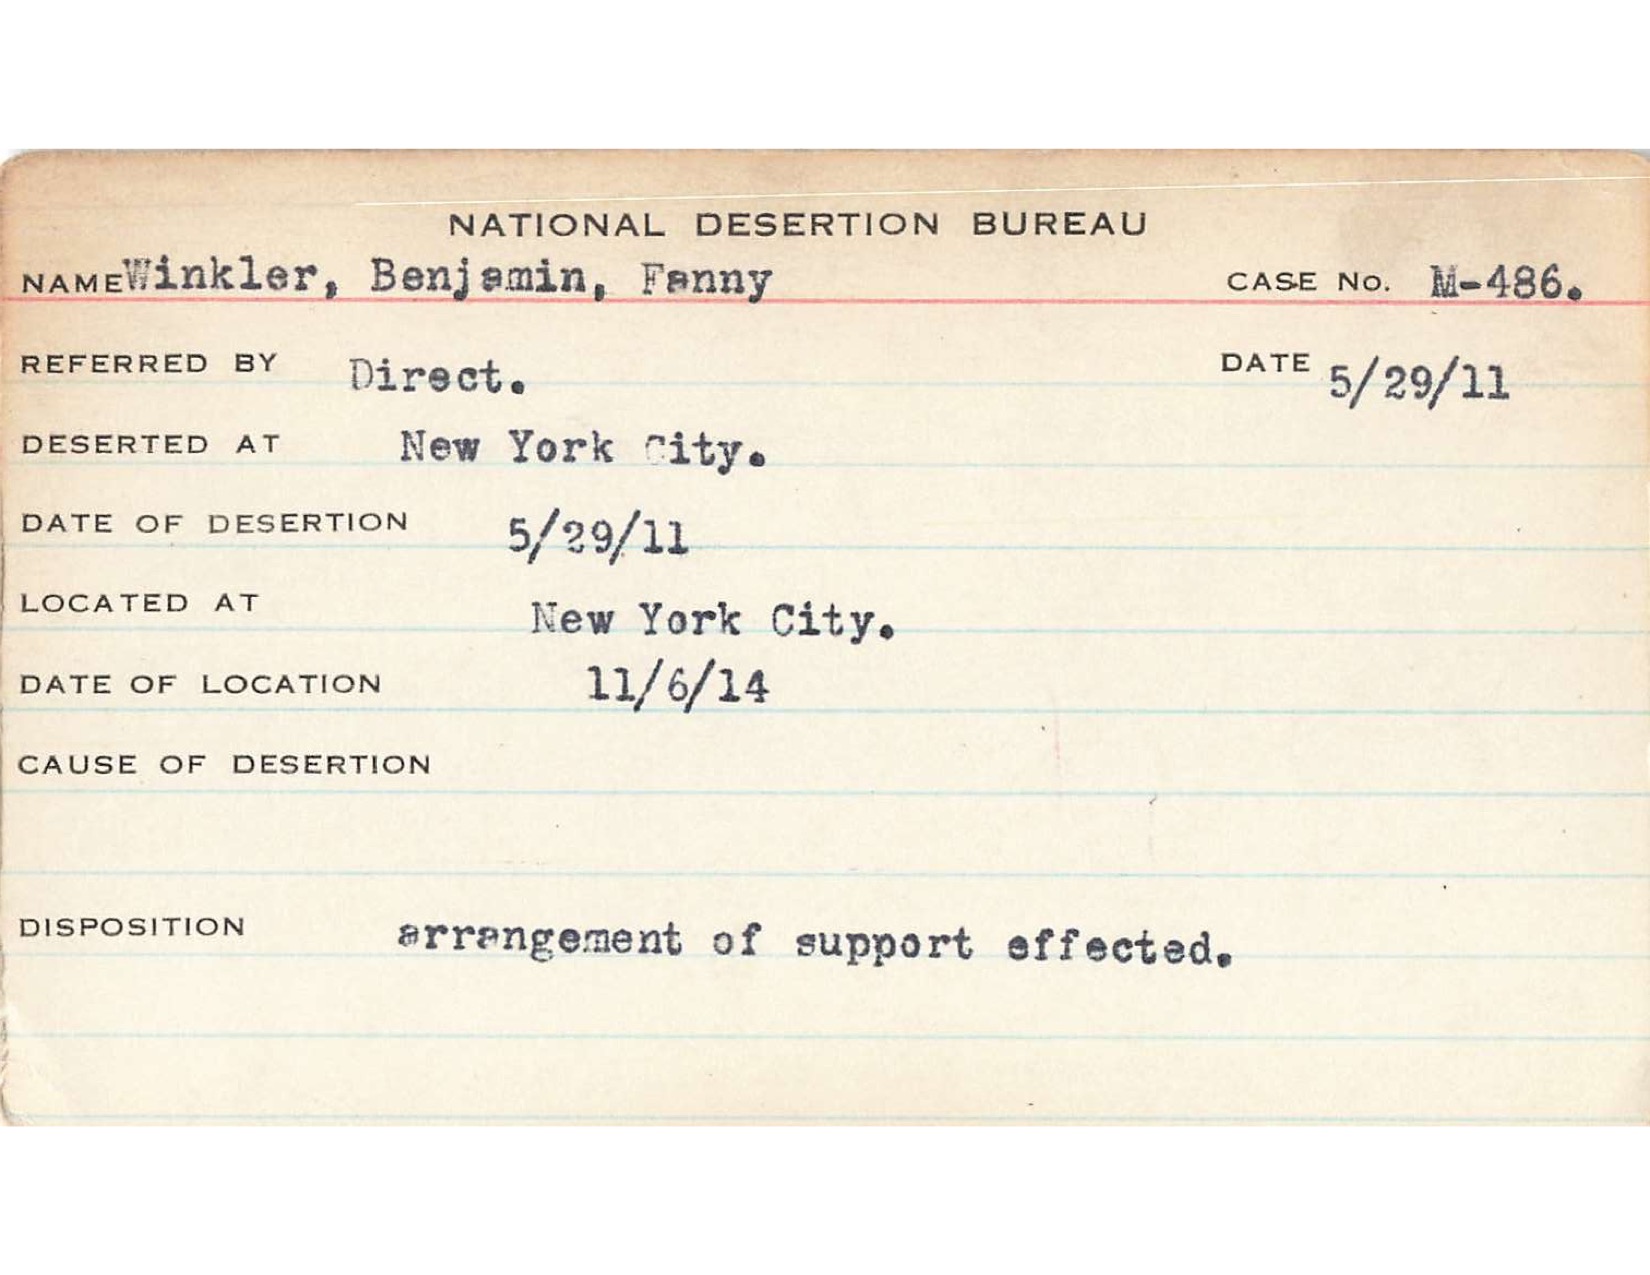 NATIONAL DESERTION BUREAU
NAME Winkler, Benjamin, Fanny CASE No. M-486.
REFERRED BY Direct. DATE 5/29/11
DESERTED AT New York City.
DATE OF DESERTION 5/29/11
LOCATED AT New York City.
DATE OF LOCATION 11/6/14
CAUSE OF DESERTION
DISPOSITION arrangement of support effected.